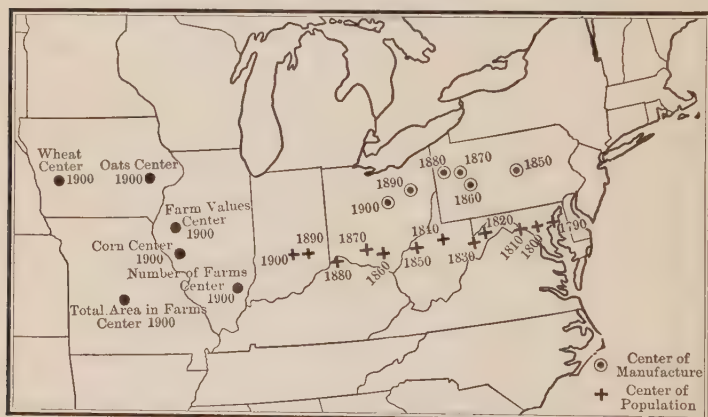 Wheat
Center
1900
Oats Center
1900
Farm Values
Center
1900
Corn Center
1900
Number of Farms
Center
1900
Total Area in Farms
Center 1900
1880
1870
1850
1890
1860
1900
1900
1890
1880
1870
1860
1850
1840
1830
1820
1810
1800
1790
Center of
Manufacture
Center of
Population